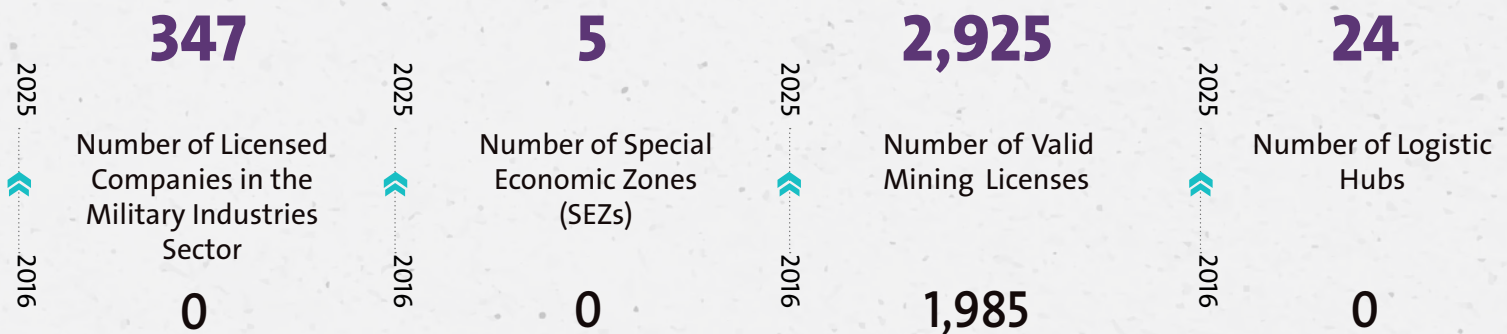 347
2025
Number of Licensed
Companies in the
Military Industries
Sector
2016
0
5
2025
Number of Special
Economic Zones
(SEZs)
2016
0
2,925
2025
Number of Valid
Mining Licenses
2016
1,985
24
2025
Number of Logistic
Hubs
2016
0